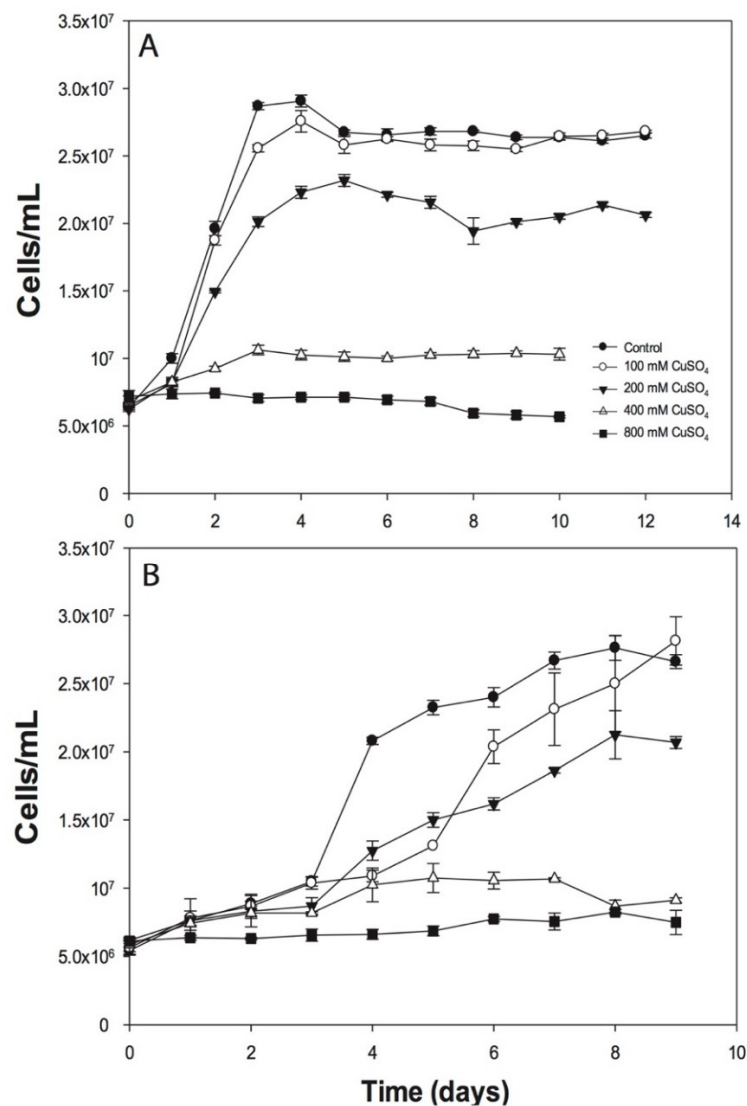 3.5x10⁷
A
3.0x10⁷
2.5x10⁷
2.0x10⁷
1.5x10⁷
10⁷
5.0x10⁶
0
Cells/mL
Control
100 mM CuSO₄
200 mM CuSO₄
400 mM CuSO₄
800 mM CuSO₄
0 2 4 6 8 10 12 14
3.5x10⁷
B
3.0x10⁷
2.5x10⁷
2.0x10⁷
1.5x10⁷
10⁷
5.0x10⁶
0
Cells/mL
0 2 4 6 8 10
Time (days)